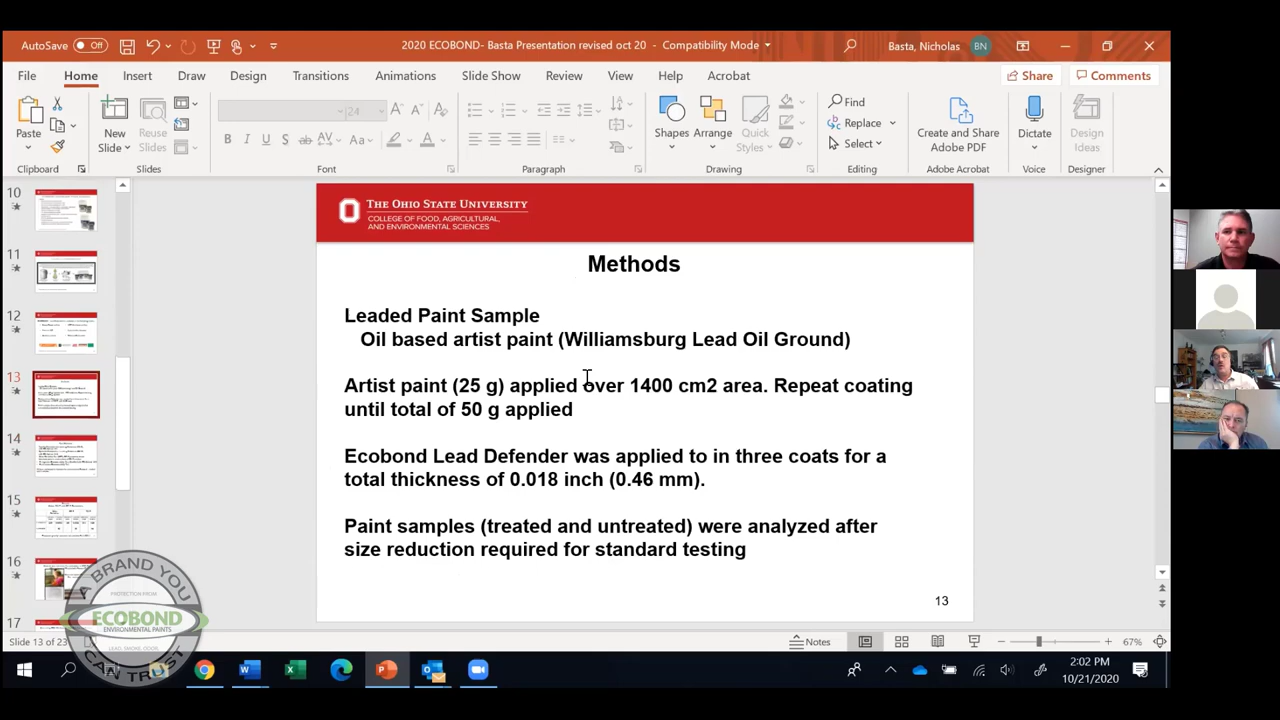 AutoSave Off
2020 ECOBOND- Basta Presentation revised oct 20 - Compatibility Mode
Basta, Nicholas BN
File Home Insert Draw Design Transitions Animations Slide Show Review View Help Acrobat Share Comments
Paste
New Slide
Reuse Slides
24
B I U S ab AV Aa A
Shapes
Arrange
Quick Styles
Find
Replace
Select
Create and Share Adobe PDF
Dictate
Design Ideas
Clipboard Slides Font Paragraph Drawing Editing Adobe Acrobat Voice Designer
10
11
12
13
14
15
16
17
THE OHIO STATE UNIVERSITY
COLLEGE OF FOOD, AGRICULTURAL,
AND ENVIRONMENTAL SCIENCES
Methods
Leaded Paint Sample
Oil based artist paint (Williamsburg Lead Oil Ground)
Artist paint (25 g) applied over 1400 cm2 area. Repeat coating
until total of 50 g applied
Ecobond Lead Defender was applied to in three coats for a
total thickness of 0.018 inch (0.46 mm).
Paint samples (treated and untreated) were analyzed after
size reduction required for standard testing
13
A BRAND YOU
PROTECTION FROM
ECOBOND
ENVIRONMENTAL PAINTS
LEAD, SMOKE, ODOR,
CAN TRUST
Slide 13 of 23
Notes
67%
2:02 PM
10/21/2020